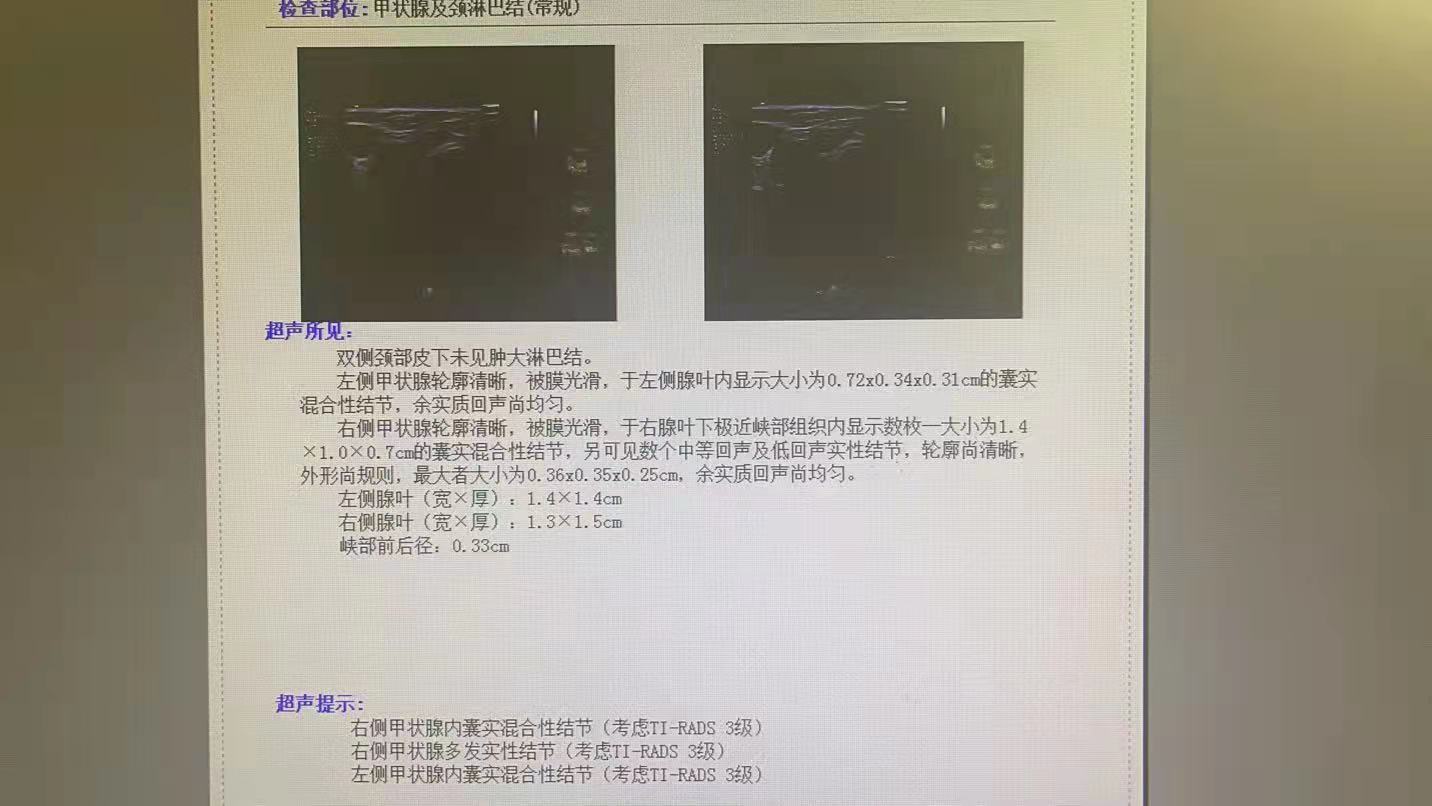 检查部位:甲状腺及颈淋巴结(常规)
超声所见:
双侧颈部皮下未见肿大淋巴结。
左侧甲状腺轮廓清晰，被膜光滑，于左侧腺叶内显示大小为0.72x0.34x0.31cm的囊实
混合性结节，余实质回声尚均匀。
右侧甲状腺轮廓清晰，被膜光滑，于右腺叶下极近峡部组织内显示数枚一大小为1.4
×1.0×0.7cm的囊实混合性结节，另可见数个中等回声及低回声实性结节，轮廓尚清晰，
外形尚规则，最大者大小为0.36x0.35x0.25cm，余实质回声尚均匀。
左侧腺叶（宽×厚）：1.4×1.4cm
右侧腺叶（宽×厚）：1.3×1.5cm
峡部前后径：0.33cm
超声提示:
右侧甲状腺内囊实混合性结节（考虑TI-RADS 3级）
右侧甲状腺多发实性结节（考虑TI-RADS 3级）
左侧甲状腺内囊实混合性结节（考虑TI-RADS 3级）